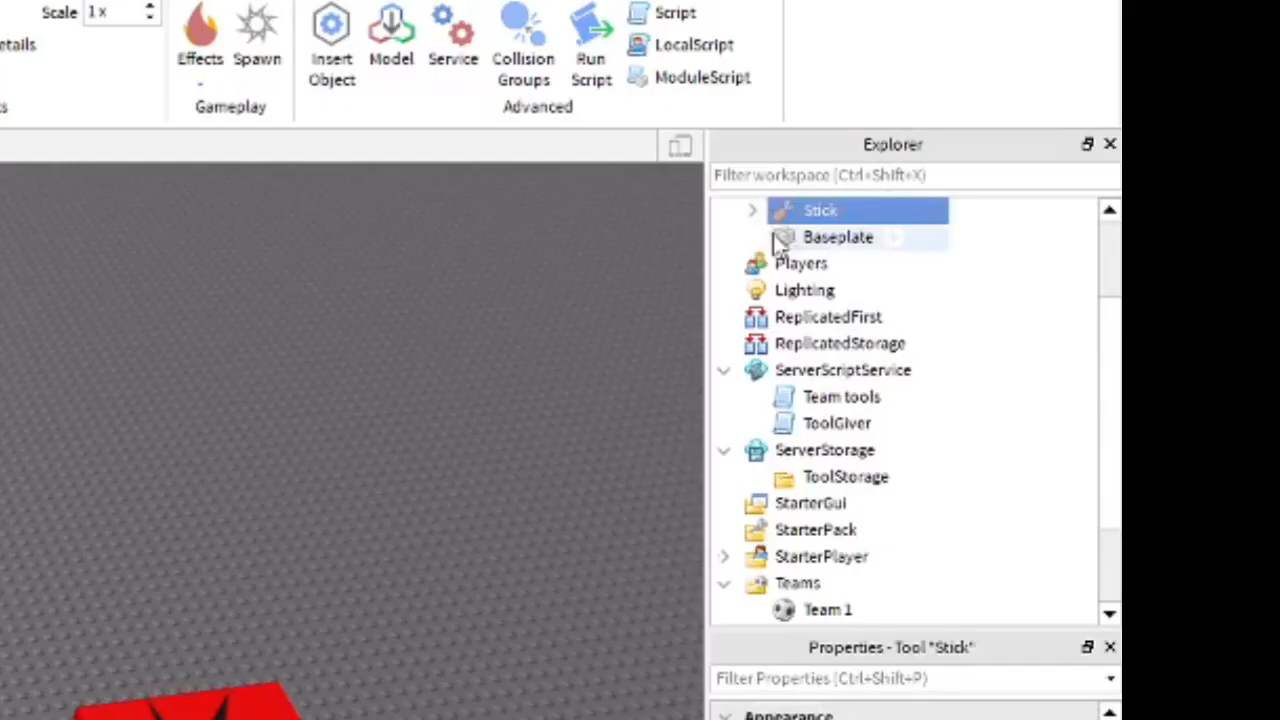 Scale 1 x
Script
etails
LocalScript
Effects Spawn Insert Object Model Service Collision Groups Run Script
ModuleScript
s
Gameplay
Advanced
Explorer
Filter workspace (Ctrl+Shift+X)
Stick
Baseplate
Players
Lighting
ReplicatedFirst
ReplicatedStorage
ServerScriptService
Team tools
ToolGiver
ServerStorage
ToolStorage
StarterGui
StarterPack
StarterPlayer
Teams
Team 1
Properties - Tool "Stick"
Filter Properties (Ctrl+Shift+P)
Appearance